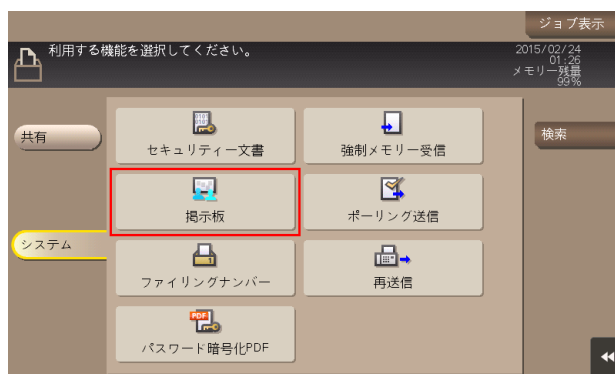 ジョブ表示
利用する機能を選択してください。
2015/02/24
01:26
メモリー残量
99%
共有
セキュリティー文書
強制メモリー受信
検索
掲示板
ポーリング送信
システム
ファイリングナンバー
再送信
PDF
パスワード暗号化PDF